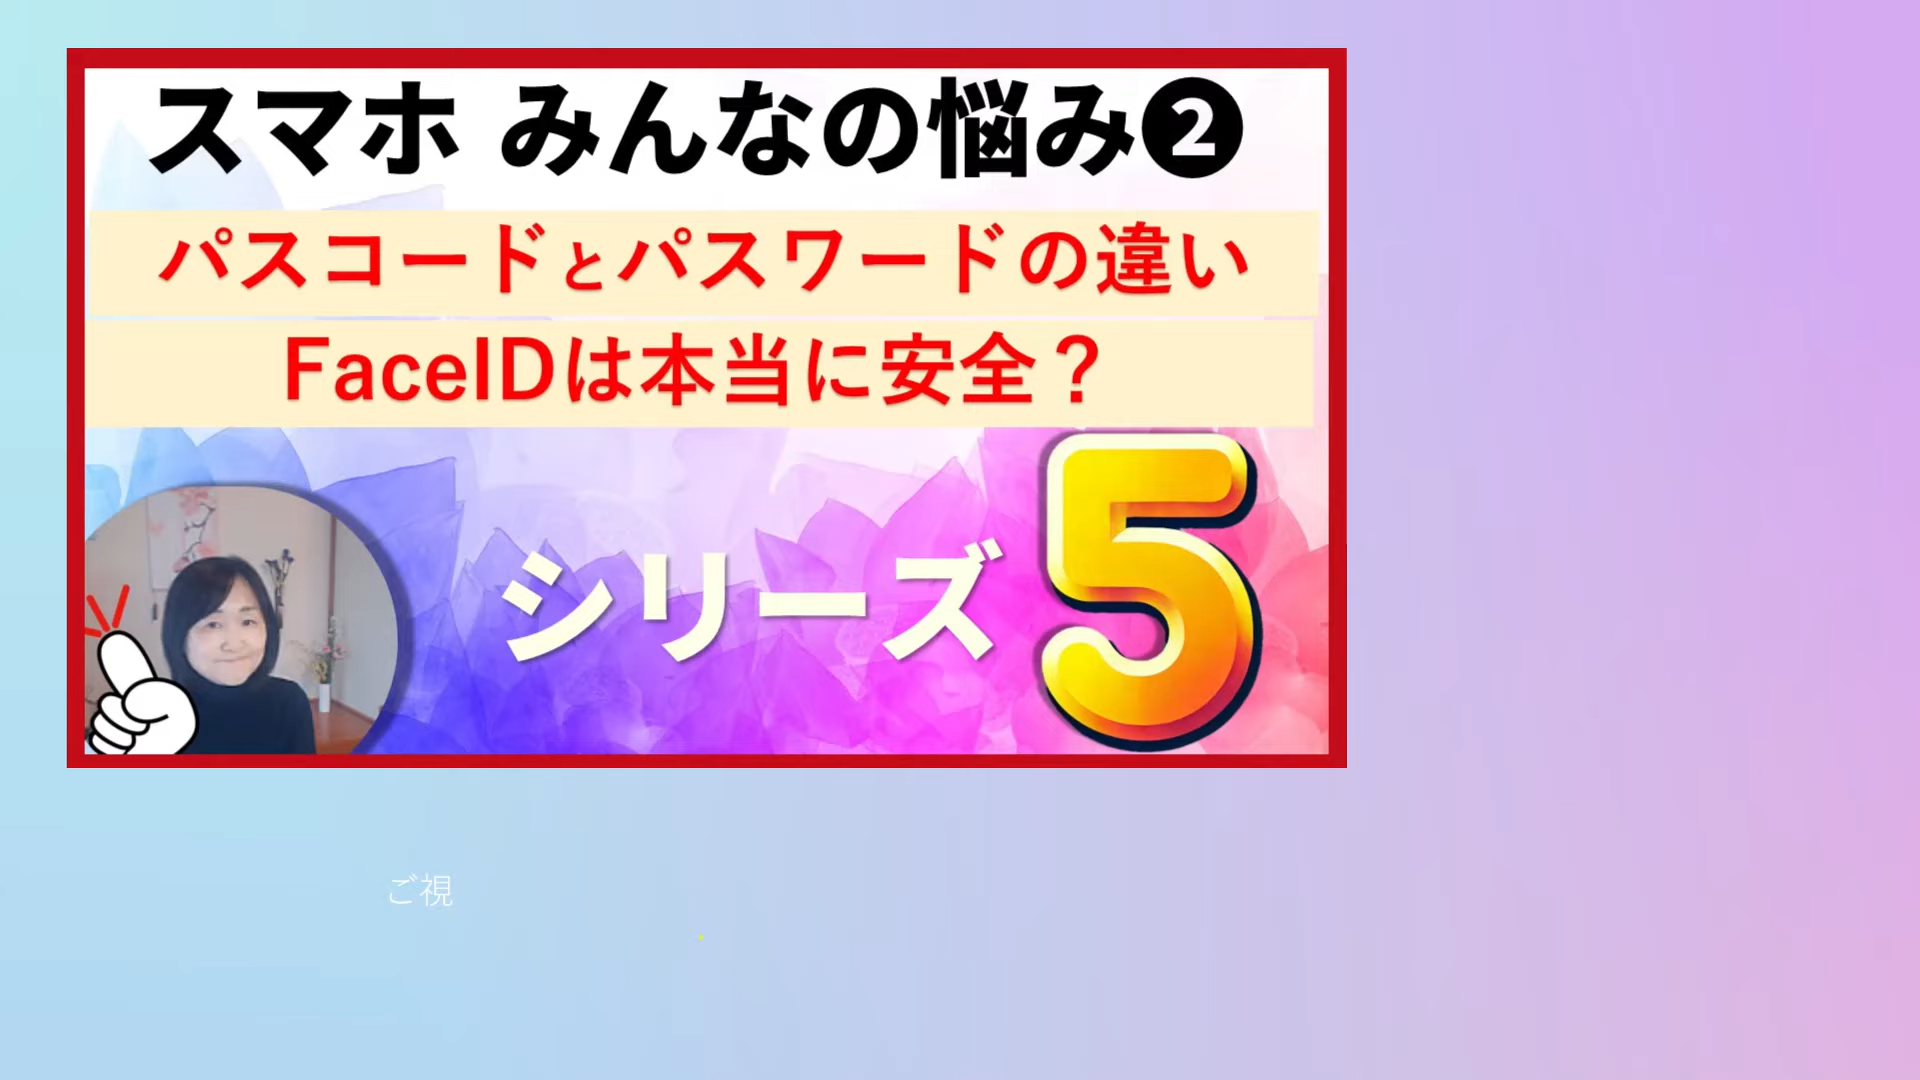 スマホ みんなの悩み❷
パスコードとパスワードの違い
FaceIDは本当に安全？
シリーズ5
ご視